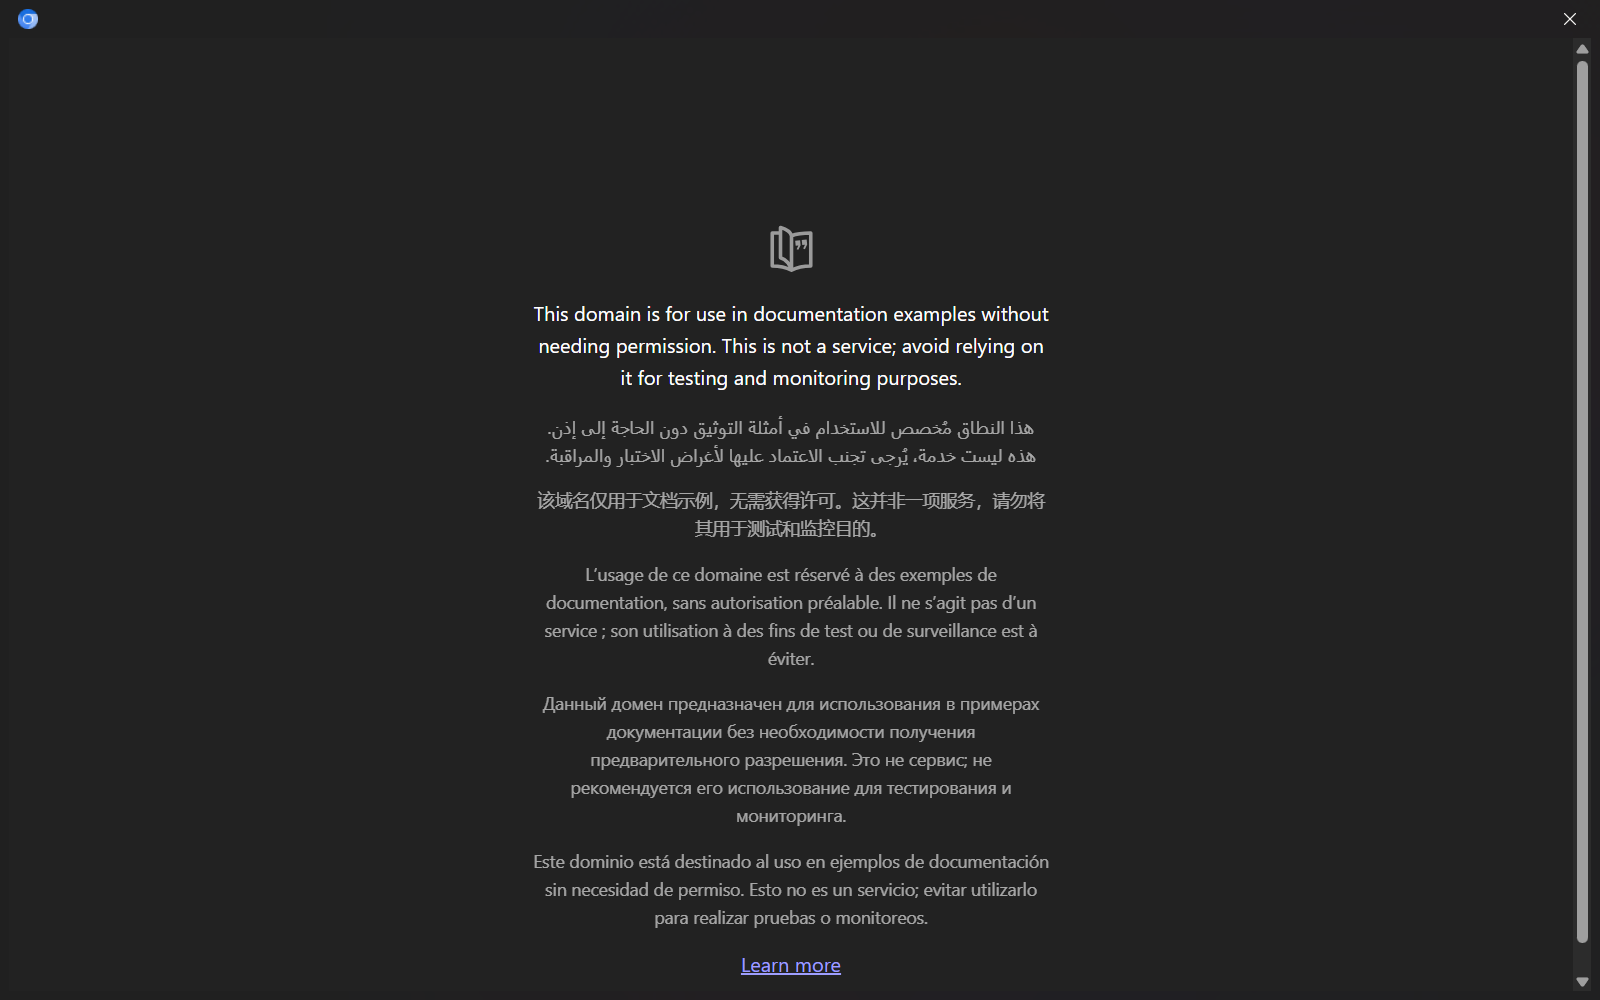 This domain is for use in documentation examples without
needing permission. This is not a service; avoid relying on
it for testing and monitoring purposes.
هذا النطاق مُخصص للاستخدام في أمثلة التوثيق دون الحاجة إلى إذن.
هذه ليست خدمة، يُرجى تجنب الاعتماد عليها لأغراض الاختبار والمراقبة.
该域名仅用于文档示例，无需获得许可。这并非一项服务，请勿将
其用于测试和监控目的。
L’usage de ce domaine est réservé à des exemples de
documentation, sans autorisation préalable. Il ne s’agit pas d’un
service ; son utilisation à des fins de test ou de surveillance est à
éviter.
Данный домен предназначен для использования в примерах
документации без необходимости получения
предварительного разрешения. Это не сервис; не
рекомендуется его использование для тестирования и
мониторинга.
Este dominio está destinado al uso en ejemplos de documentación
sin necesidad de permiso. Esto no es un servicio; evitar utilizarlo
para realizar pruebas o monitoreos.
Learn more